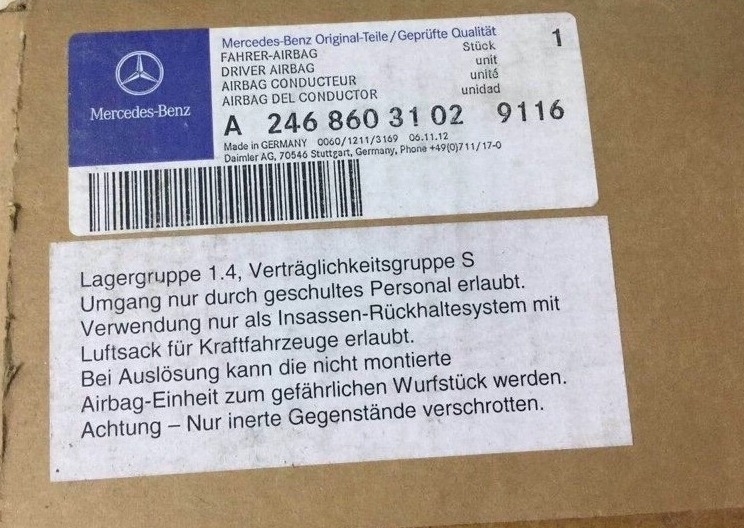 Mercedes-Benz
Mercedes-Benz Original-Teile/Geprüfte Qualität
FAHRER-AIRBAG Stück 1
DRIVER AIRBAG unit
AIRBAG CONDUCTEUR unité
AIRBAG DEL CONDUCTOR unidad
A 246 860 31 02 9116
Made in GERMANY 0060/1211/3169 06.11.12
Daimler AG, 70546 Stuttgart, Germany, Phone +49(0)711/17-0
Lagergruppe 1.4, Verträglichkeitsgruppe S
Umgang nur durch geschultes Personal erlaubt.
Verwendung nur als Insassen-Rückhaltesystem mit
Luftsack für Kraftfahrzeuge erlaubt.
Bei Auslösung kann die nicht montierte
Airbag-Einheit zum gefährlichen Wurfstück werden.
Achtung – Nur inerte Gegenstände verschrotten.